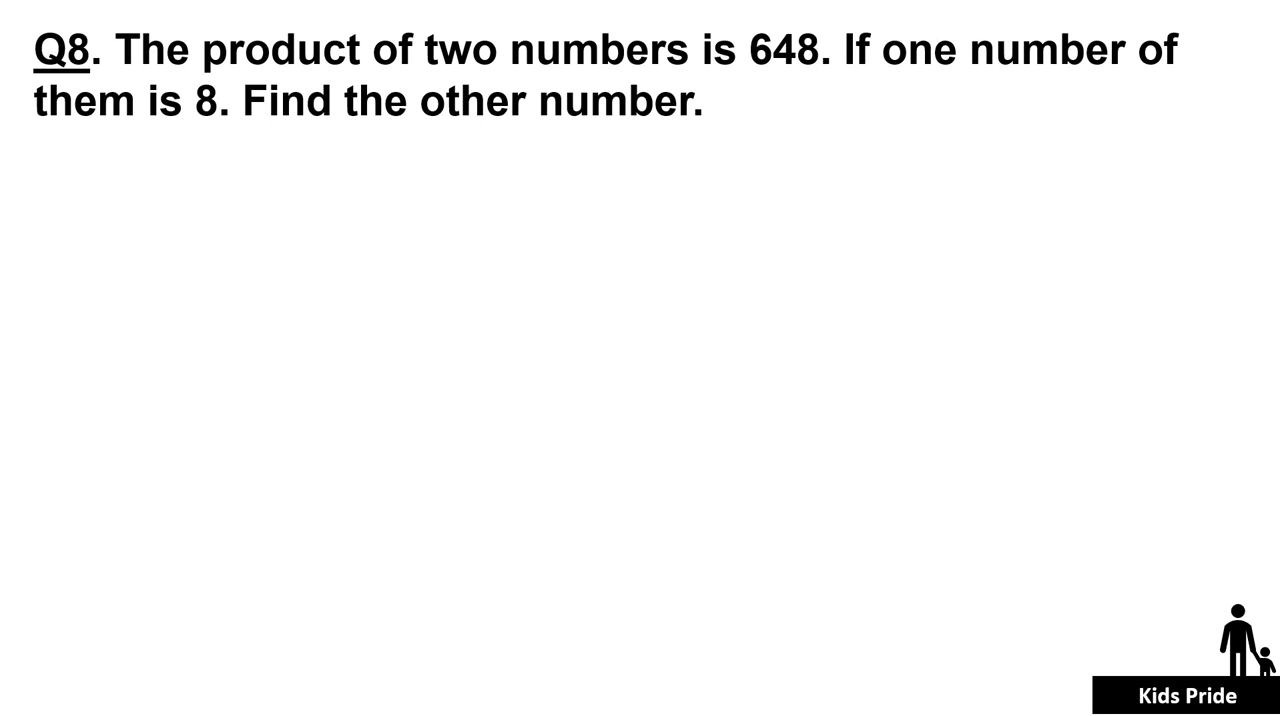 Q8. The product of two numbers is 648. If one number of
them is 8. Find the other number.
Kids Pride